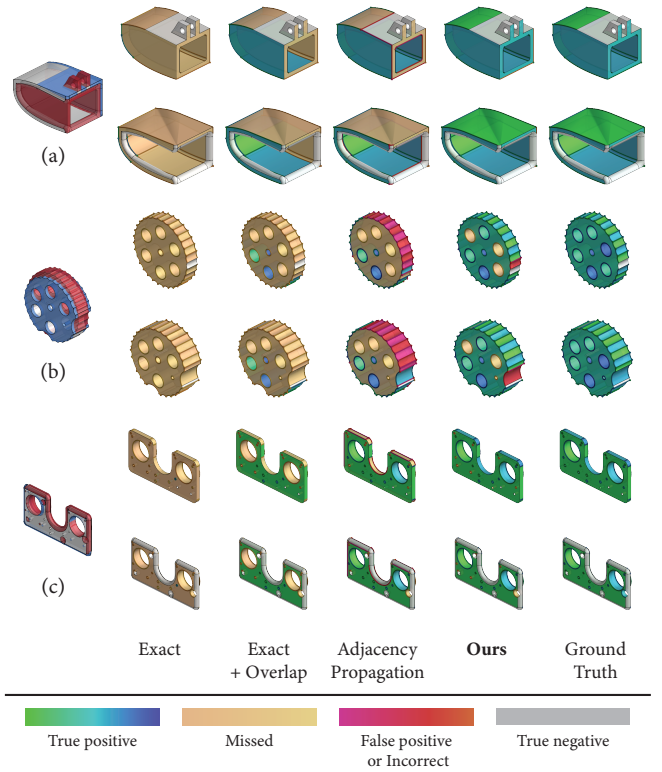 (a)
(b)
(c)
Exact
Exact
+ Overlap
Adjacency
Propagation
Ours
Ground
Truth
True positive
Missed
False positive
or Incorrect
True negative